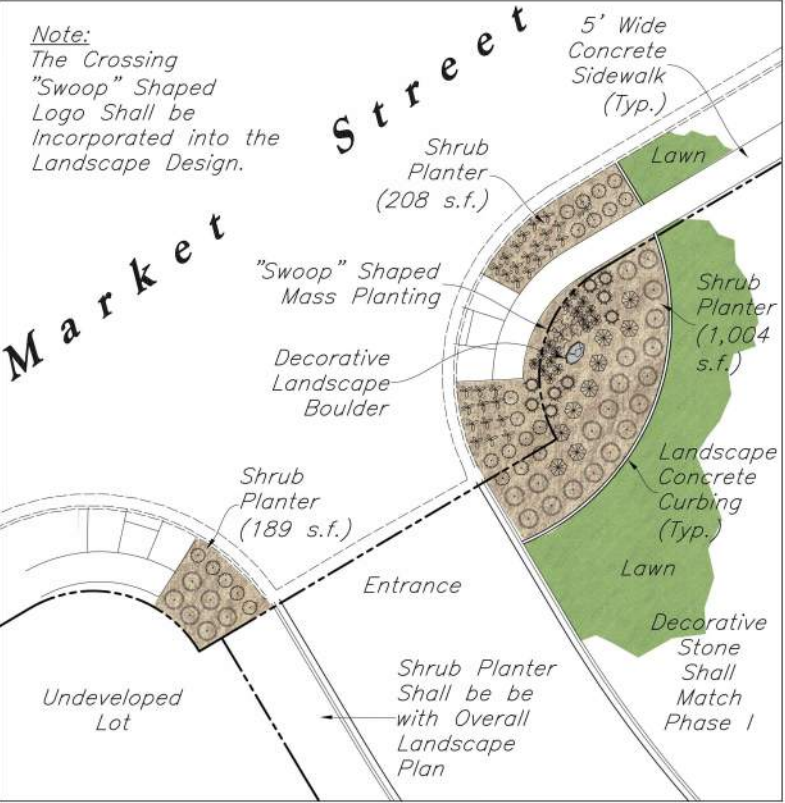 Note:
The Crossing
"Swoop" Shaped
Logo Shall be
Incorporated into the
Landscape Design.
Market Street
5' Wide
Concrete
Sidewalk
(Typ.)
Lawn
Shrub
Planter
(208 s.f.)
"Swoop" Shaped
Mass Planting
Decorative
Landscape
Boulder
Shrub
Planter
(1,004
s.f.)
Landscape
Concrete
Curbing
(Typ.)
Lawn
Shrub
Planter
(189 s.f.)
Entrance
Decorative
Stone
Shall
Match
Phase I
Shrub Planter
Shall be be
with Overall
Landscape
Plan
Undeveloped
Lot